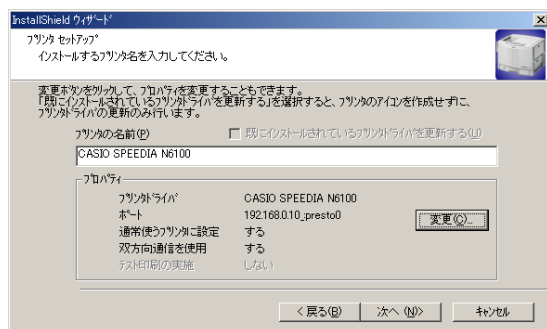 InstallShield ウィザード
プリンタ セットアップ
インストールするプリンタ名を入力してください。
変更ボタンをクリックして、プロパティを変更することもできます。
「既にインストールされているプリンタドライバを更新する」を選択すると、プリンタのアイコンを作成せずに、
プリンタドライバの更新のみ行います。
プリンタの名前(P)
既にインストールされているプリンタドライバを更新する(U)
CASIO SPEEDIA N6100
プロパティ
プリンタドライバ CASIO SPEEDIA N6100
ポート 192.168.0.10_:presto0
変更(C)...
通常使うプリンタに設定 する
双方向通信を使用 する
テスト印刷の実施 しない
< 戻る(B)
次へ (N)>
キャンセル